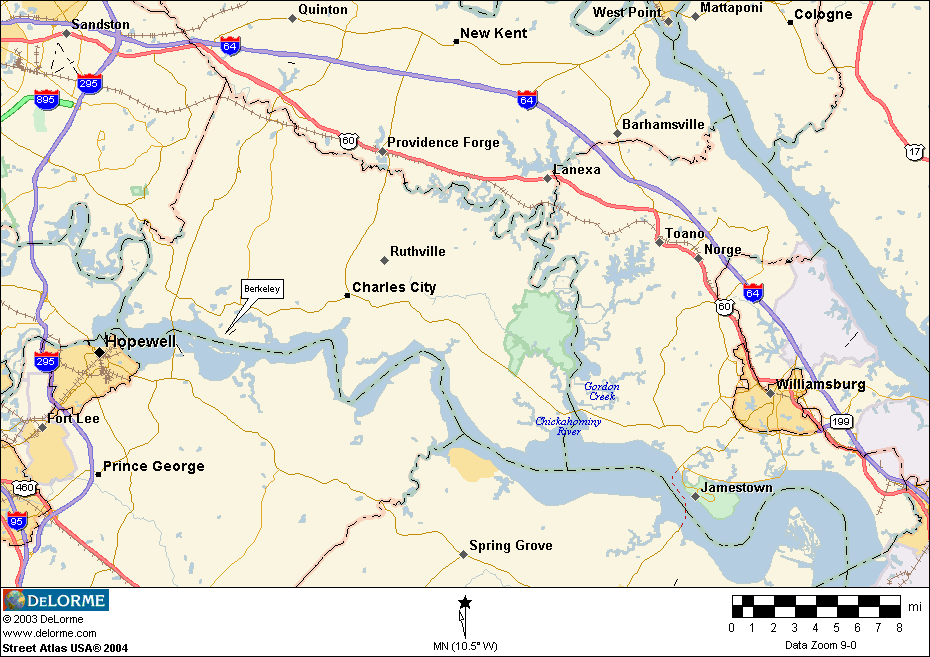 Quinton
West Point
Mattaponi
Cologne
Sandston
New Kent
64
295
895
64
Barhamsville
60
Providence Forge
17
Lanexa
Toano
Norge
Ruthville
Charles City
Berkeley
64
60
Hopewell
295
Williamsburg
Gordon
Creek
Chickahominy
River
199
Fort Lee
Prince George
460
Jamestown
95
Spring Grove
DELORME
© 2003 DeLorme
www.delorme.com
Street Atlas USA® 2004
MN (10.5° W)
mi
0 1 2 3 4 5 6 7 8
Data Zoom 9-0